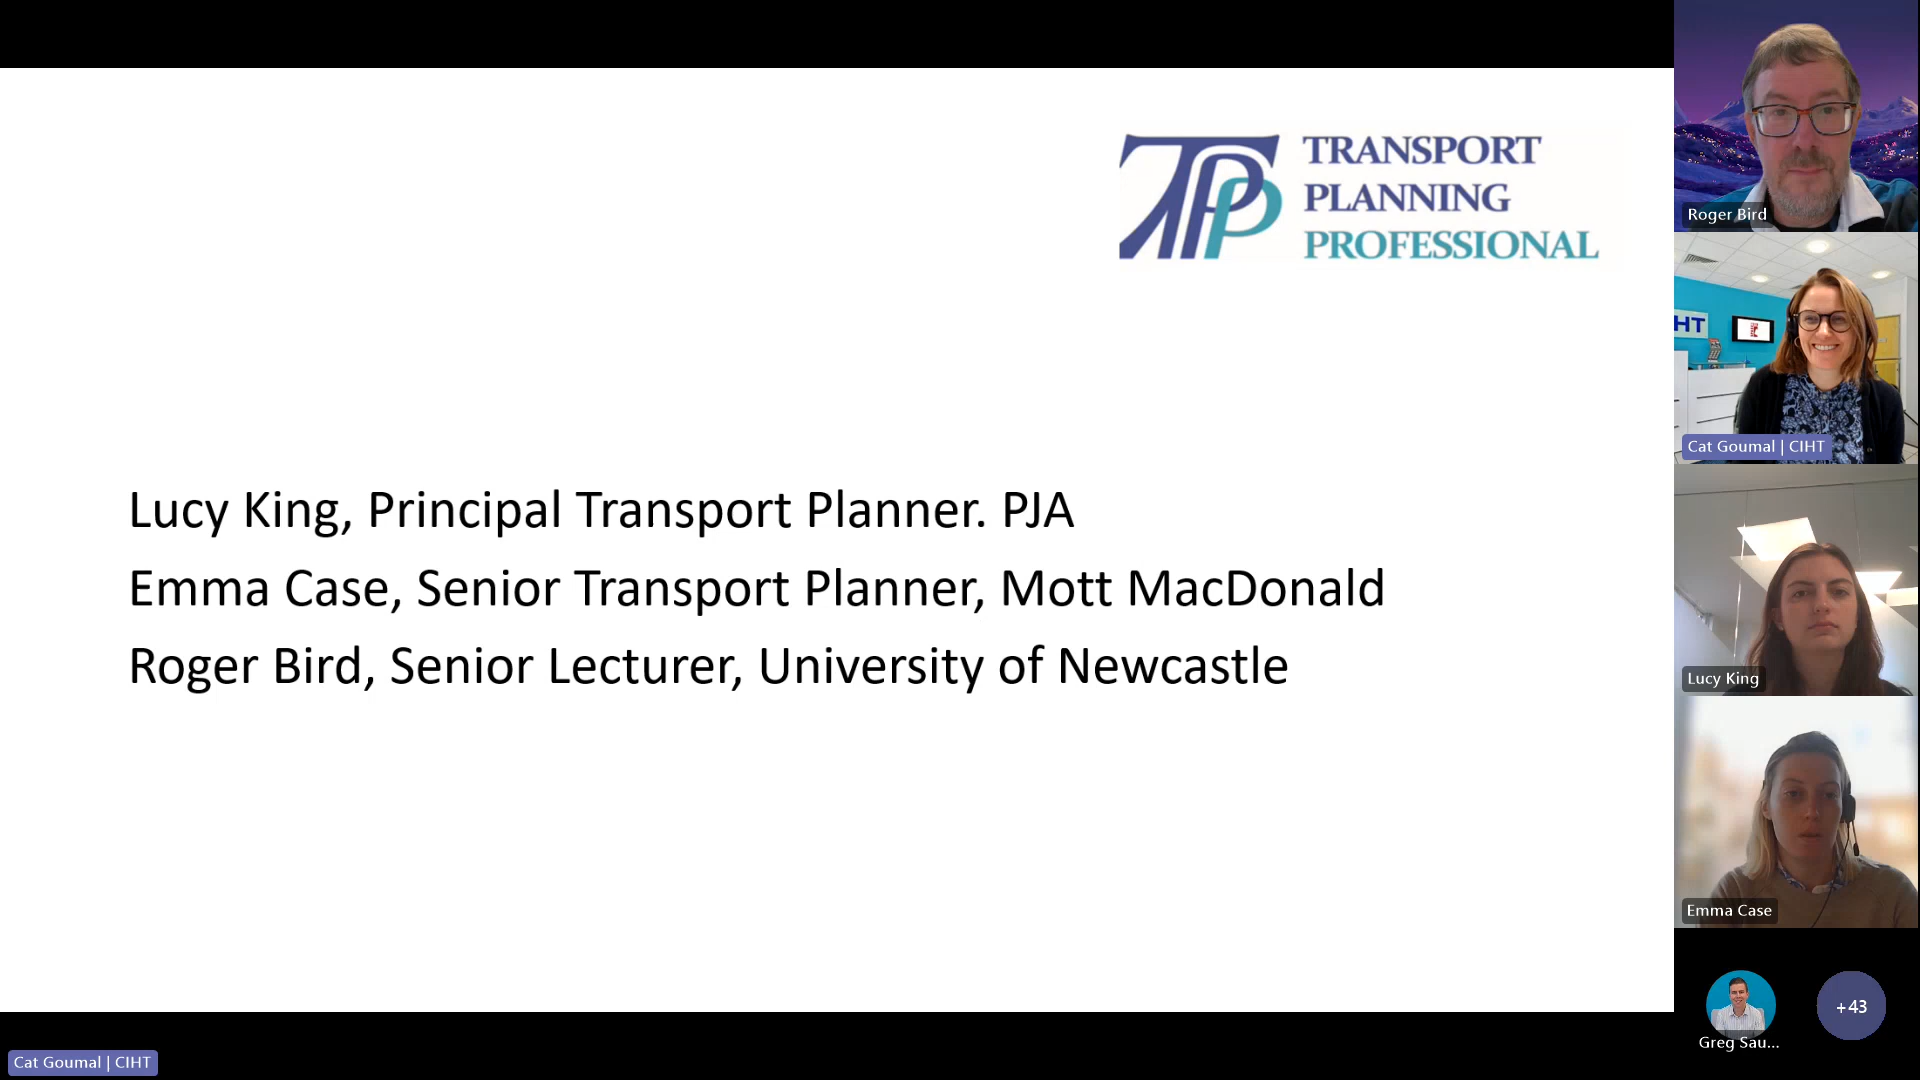 TRANSPORT
PLANNING
PROFESSIONAL
TPP
Lucy King, Principal Transport Planner. PJA
Emma Case, Senior Transport Planner, Mott MacDonald
Roger Bird, Senior Lecturer, University of Newcastle
Roger Bird
HT
Cat Goumal | CIHT
Lucy King
Emma Case
Greg Sau...
+43
Cat Goumal | CIHT